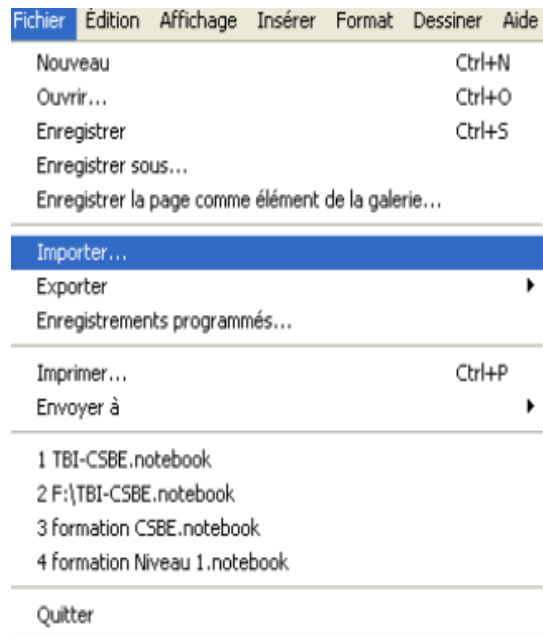 Fichier Édition Affichage Insérer Format Dessiner Aide
Nouveau Ctrl+N
Ouvrir... Ctrl+O
Enregistrer Ctrl+S
Enregistrer sous...
Enregistrer la page comme élément de la galerie...
Importer...
Exporter
Enregistrements programmés...
Imprimer... Ctrl+P
Envoyer à
1 TBI-CSBE.notebook
2 F:\TBI-CSBE.notebook
3 formation CSBE.notebook
4 formation Niveau 1.notebook
Quitter